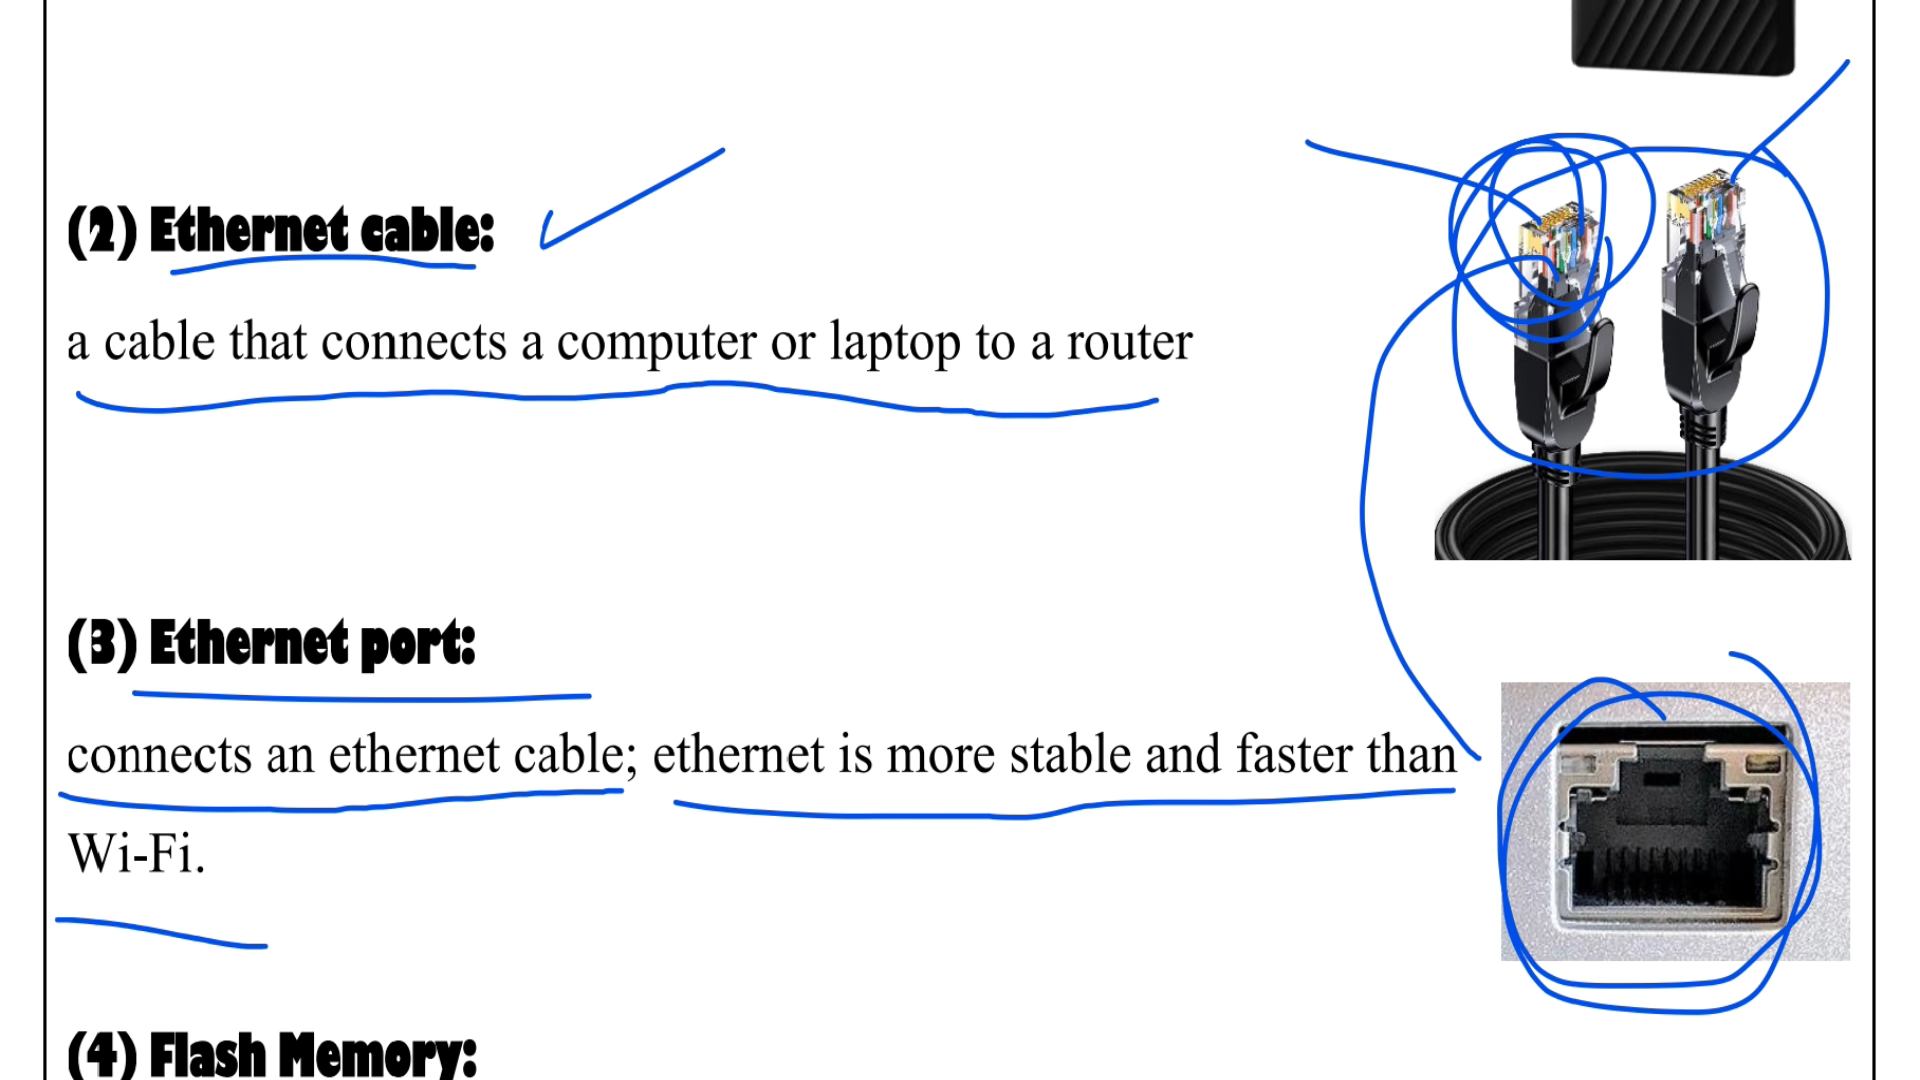 (2) Ethernet cable:
a cable that connects a computer or laptop to a router
(3) Ethernet port:
connects an ethernet cable; ethernet is more stable and faster than
Wi-Fi.
(4) Flash Memory: